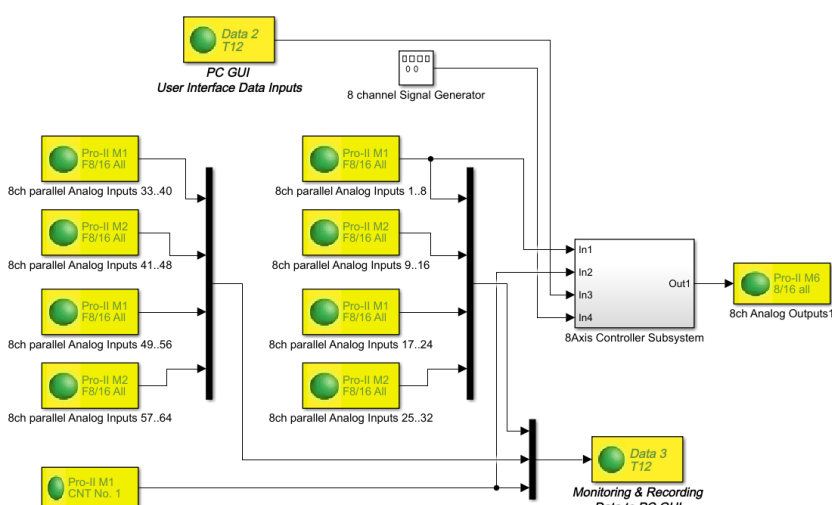 Data 2
T12
PC GUI
User Interface Data Inputs
0 0
8 channel Signal Generator
Pro-II M1
F8/16 All
8ch parallel Analog Inputs 33..40
Pro-II M2
F8/16 All
8ch parallel Analog Inputs 41..48
Pro-II M1
F8/16 All
8ch parallel Analog Inputs 49..56
Pro-II M2
F8/16 All
8ch parallel Analog Inputs 57..64
Pro-II M1
F8/16 All
8ch parallel Analog Inputs 1..8
Pro-II M2
F8/16 All
8ch parallel Analog Inputs 9..16
Pro-II M1
F8/16 All
8ch parallel Analog Inputs 17..24
Pro-II M2
F8/16 All
8ch parallel Analog Inputs 25..32
In1
In2
In3
In4
Out1
8Axis Controller Subsystem
Pro-II M6
8/16 all
8ch Analog Outputs1
Pro-II M1
CNT No. 1
Data 3
T12
Monitoring & Recording
Data to PC GUI